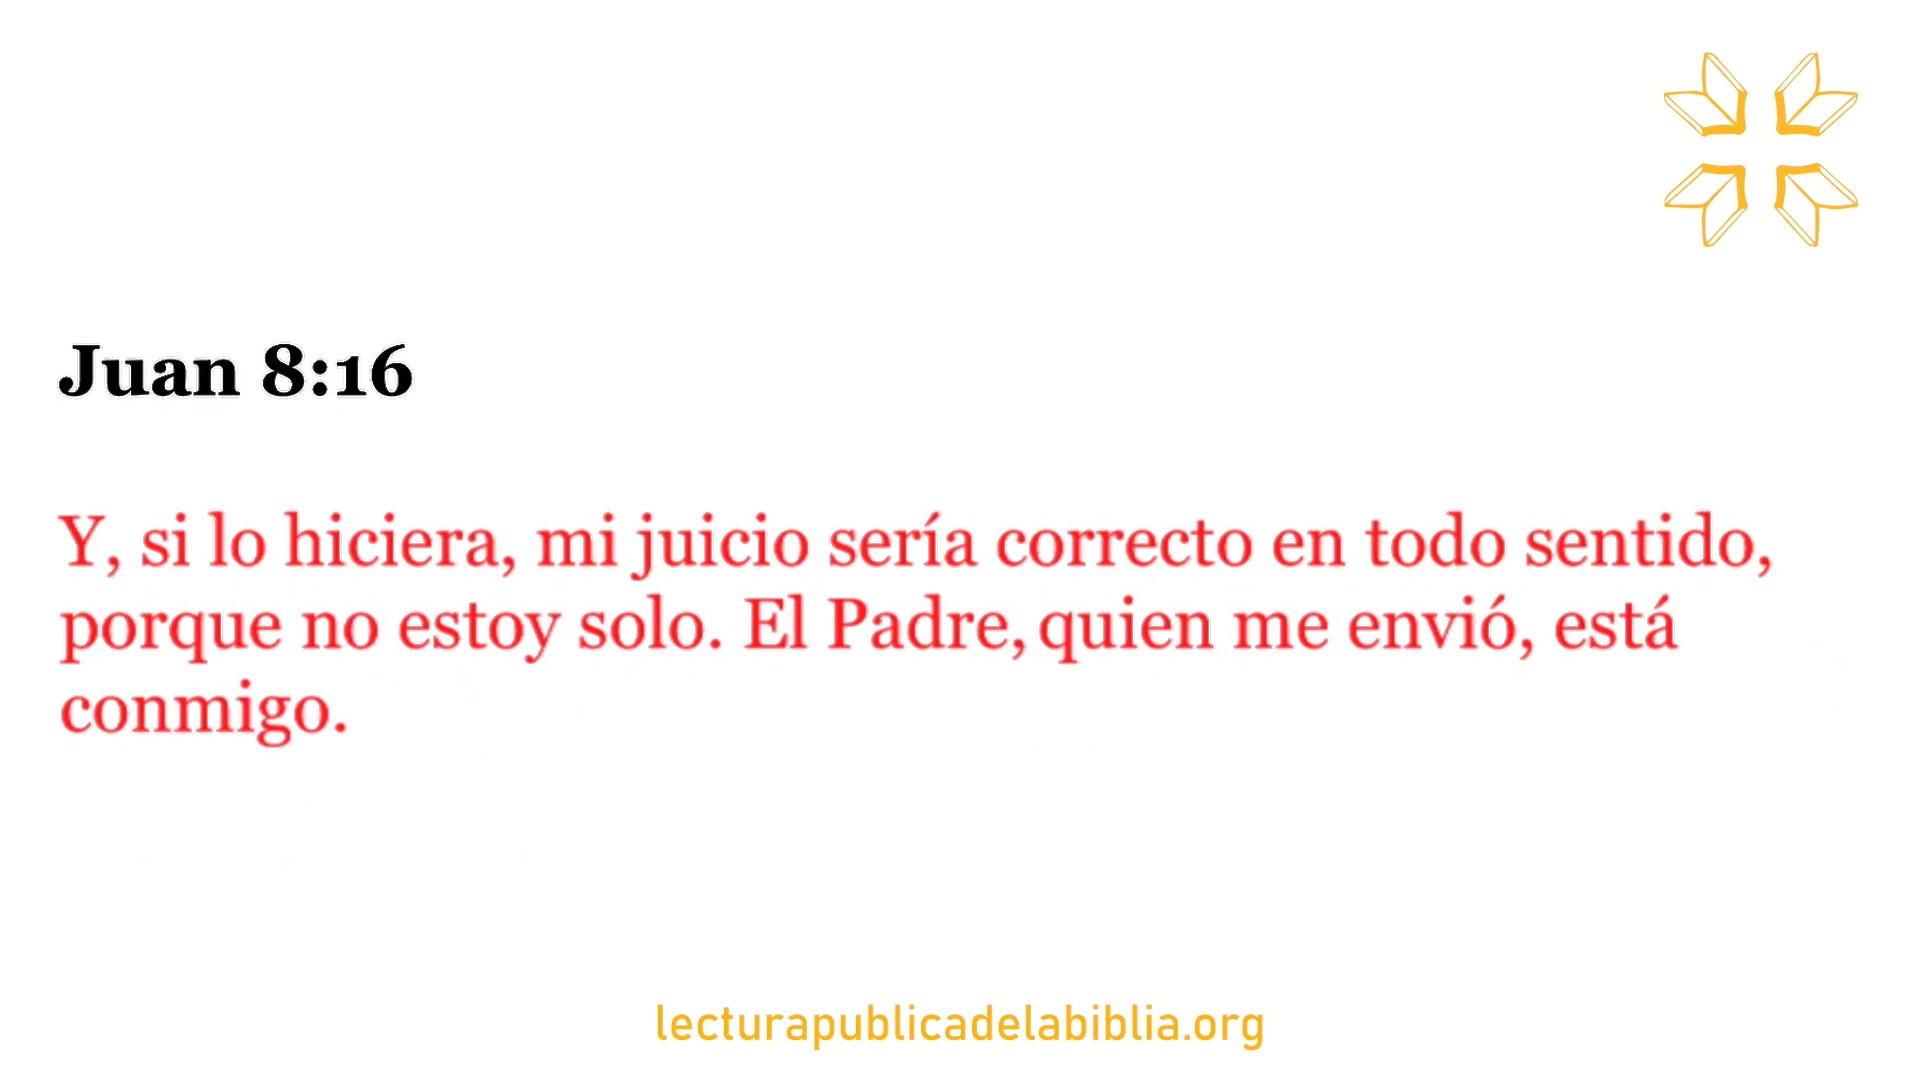 Juan 8:16
Y, si lo hiciera, mi juicio sería correcto en todo sentido,
porque no estoy solo. El Padre, quien me envió, está
conmigo.
lecturapublicadelabiblia.org